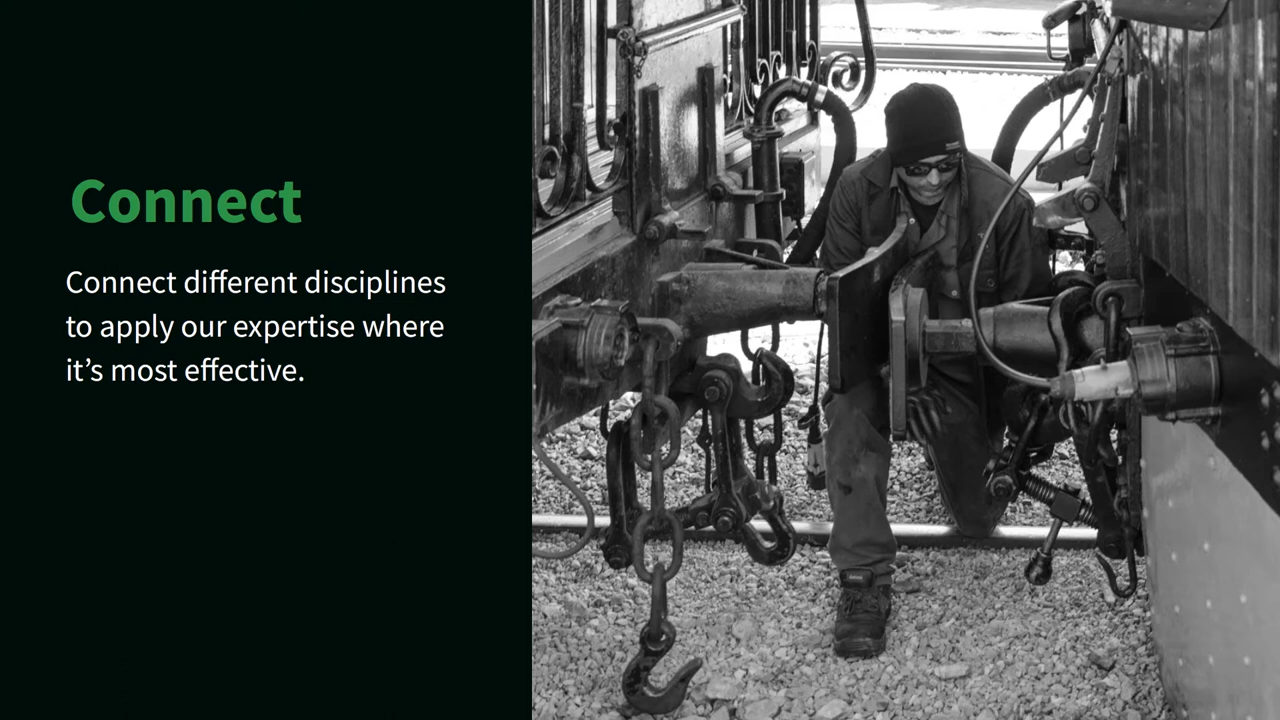 Connect
Connect different disciplines
to apply our expertise where
it’s most effective.